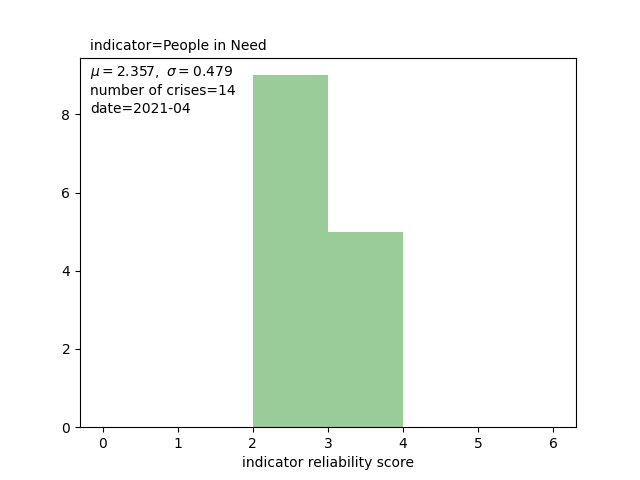 indicator=People in Need
μ = 2.357, σ = 0.479
number of crises=14
date=2021-04
8
6
4
2
0
0 1 2 3 4 5 6
indicator reliability score